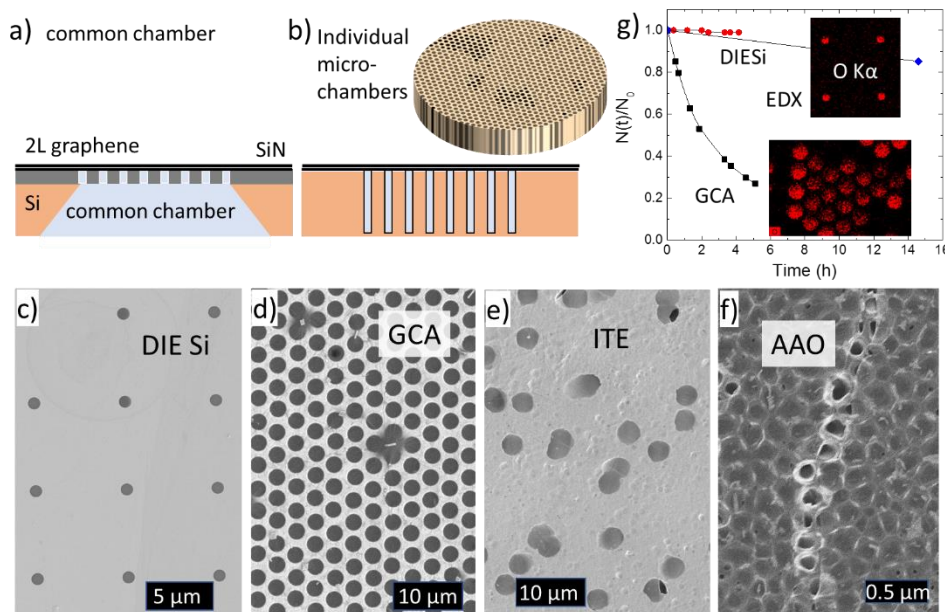 a) common chamber
2L graphene
SiN
Si
common chamber
b) Individual
micro-
chambers
g)
N(t)/N₀
1.0
0.8
0.6
0.4
0.2
0.0
0 2 4 6 8 10 12 14 16
Time (h)
DIESi
EDX
GCA
O Kα
c)
DIE Si
5 µm
d)
GCA
10 µm
e)
ITE
10 µm
f)
AAO
0.5 µm